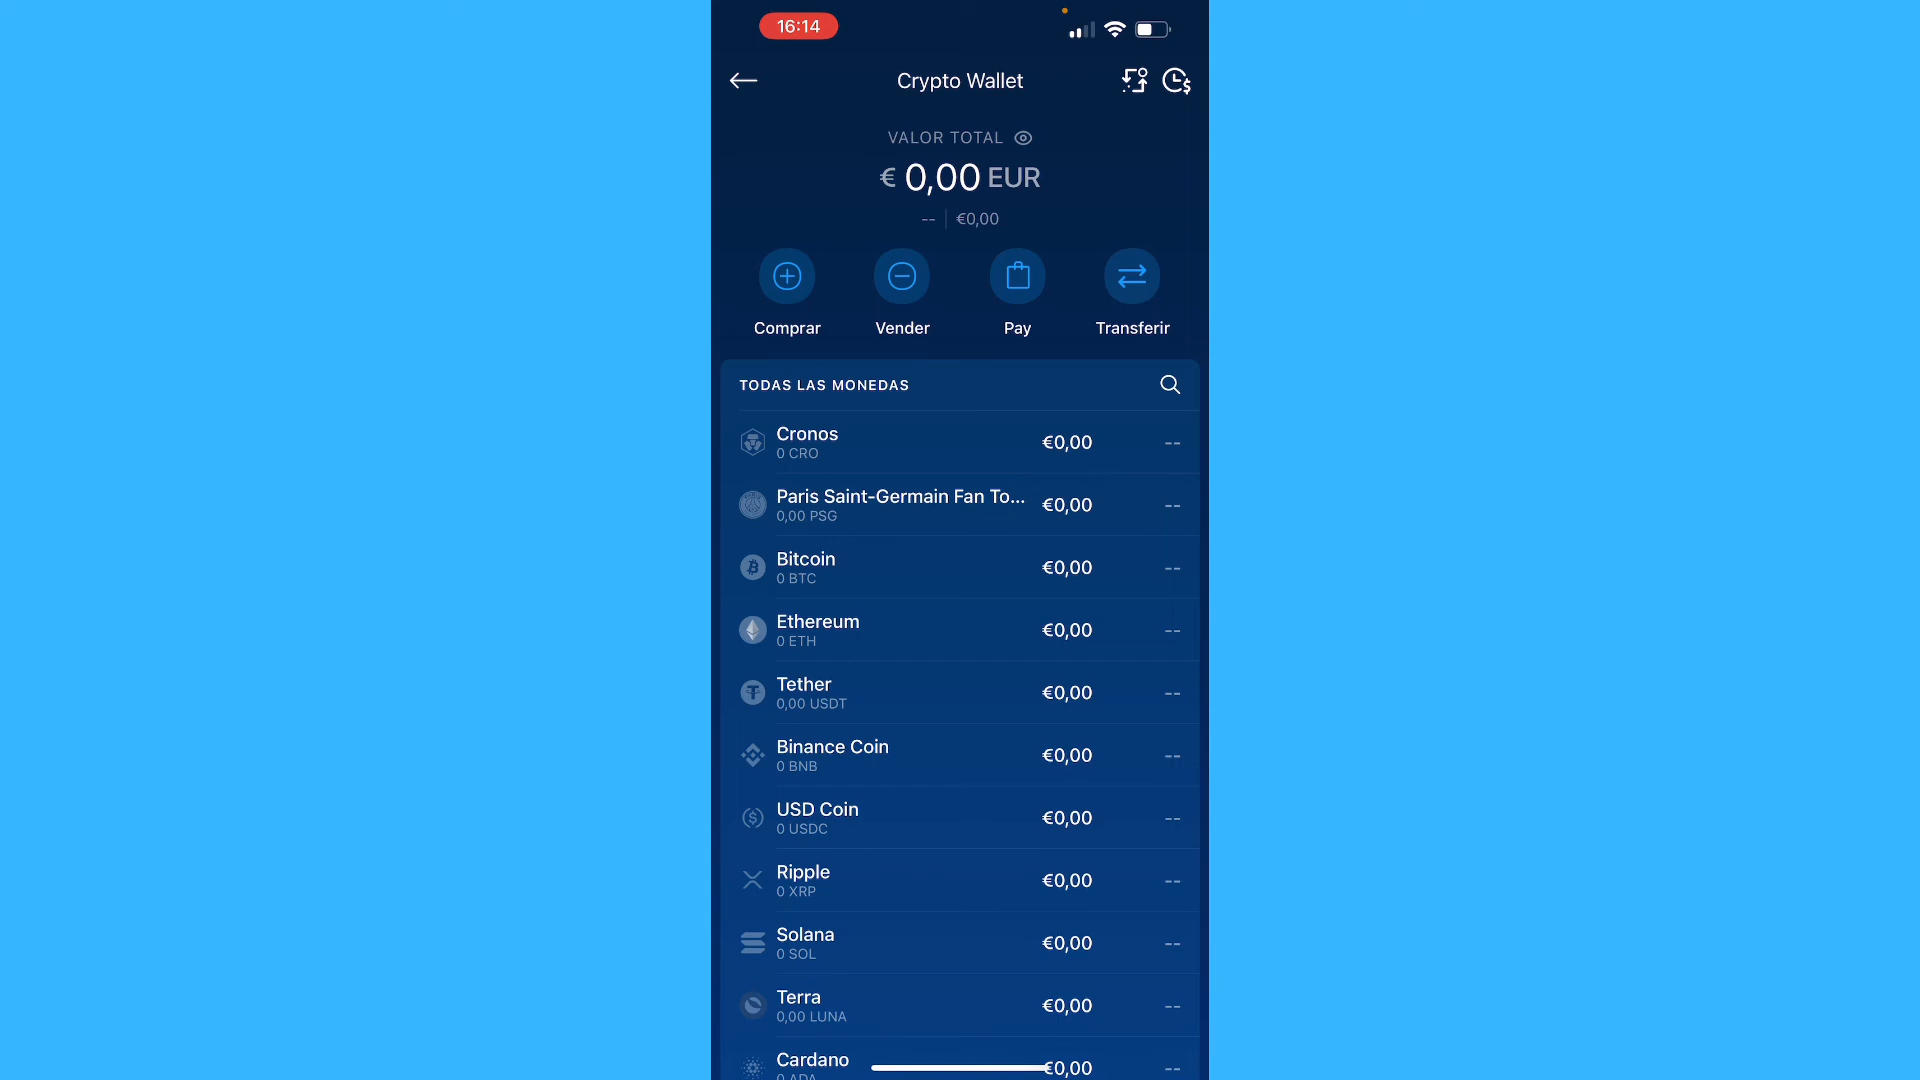 16:14
Crypto Wallet
VALOR TOTAL
€ 0,00 EUR
-- €0,00
Comprar Vender Pay Transferir
TODAS LAS MONEDAS
Cronos
0 CRO
€0,00 --
Paris Saint-Germain Fan To...
0,00 PSG
€0,00 --
Bitcoin
0 BTC
€0,00 --
Ethereum
0 ETH
€0,00 --
Tether
0,00 USDT
€0,00 --
Binance Coin
0 BNB
€0,00 --
USD Coin
0 USDC
€0,00 --
Ripple
0 XRP
€0,00 --
Solana
0 SOL
€0,00 --
Terra
0,00 LUNA
€0,00 --
Cardano
0 ADA
€0,00 --